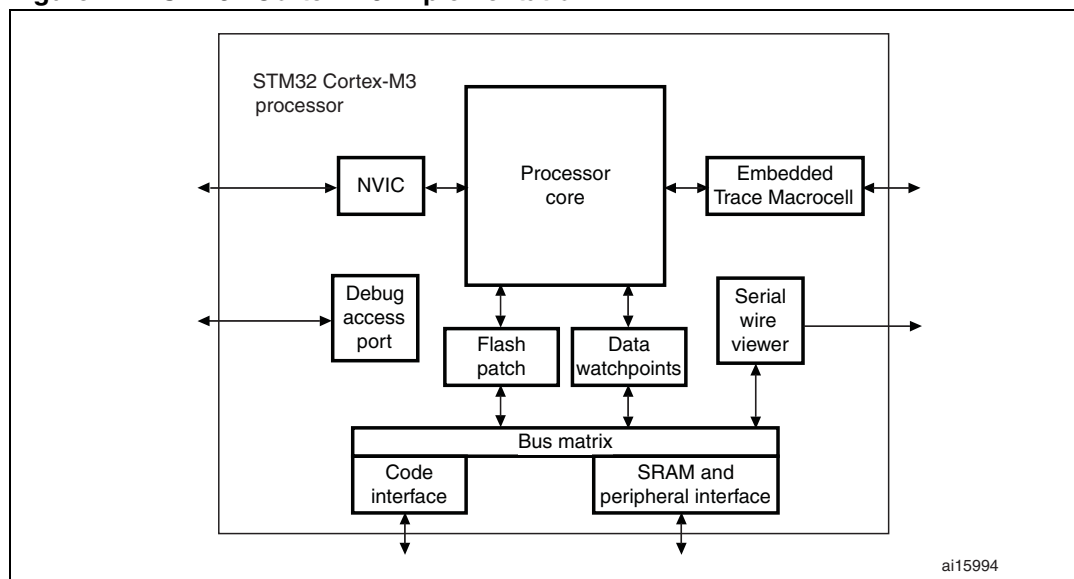 STM32 Cortex-M3
processor
Processor
core
NVIC
Embedded
Trace Macrocell
Debug
access
port
Flash
patch
Data
watchpoints
Serial
wire
viewer
Bus matrix
Code
interface
SRAM and
peripheral interface
ai15994